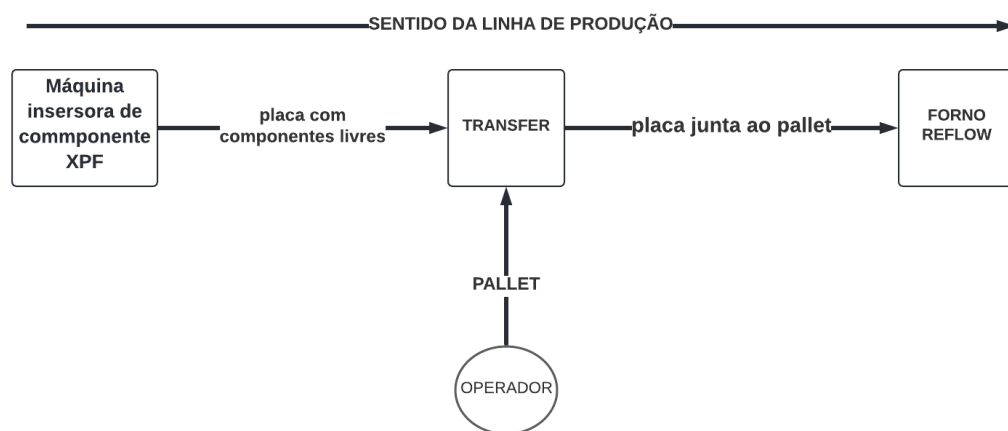 SENTIDO DA LINHA DE PRODUÇÃO
Máquina
insersora de
commponente
XPF
placa com
componentes livres
TRANSFER
placa junta ao pallet
FORNO
REFLOW
PALLET
OPERADOR